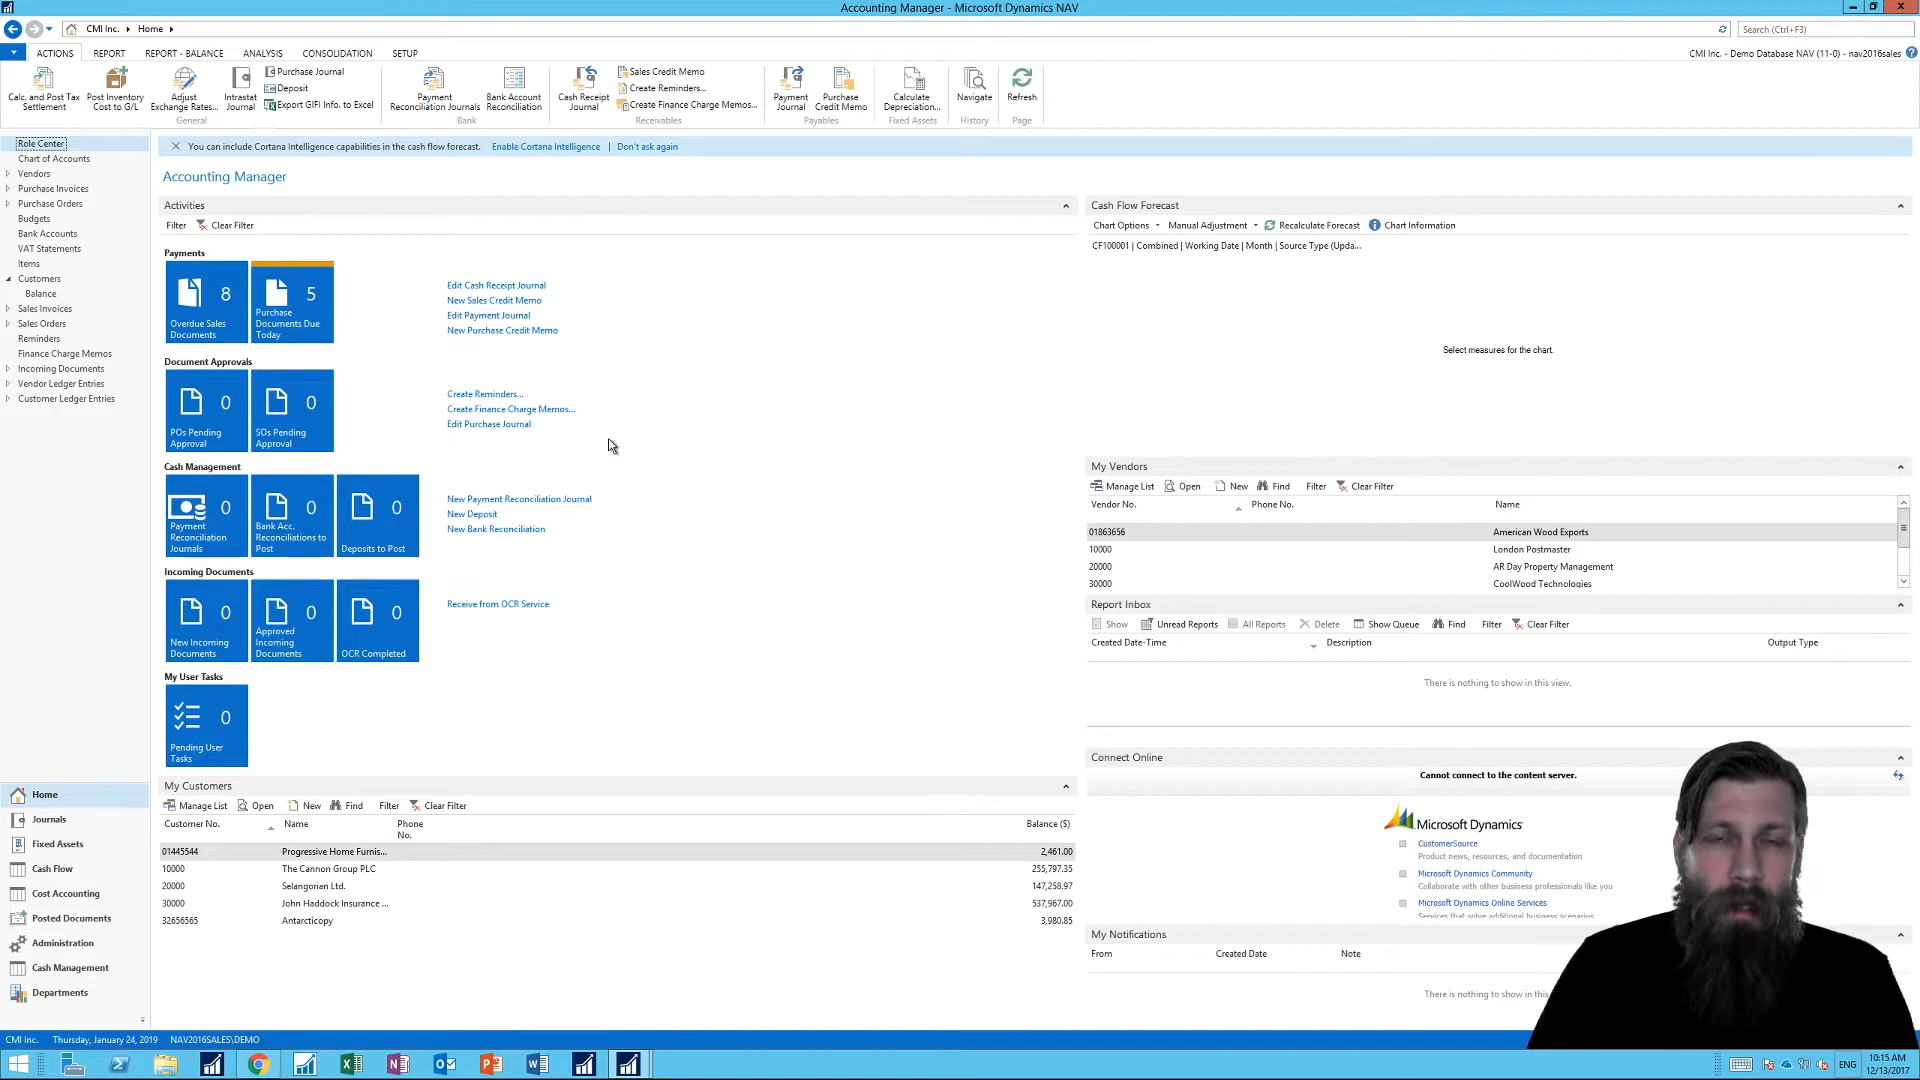 Accounting Manager - Microsoft Dynamics NAV
CMI Inc. Home
Search (Ctrl+F3)
ACTIONS REPORT REPORT - BALANCE ANALYSIS CONSOLIDATION SETUP
CMI Inc. - Demo Database NAV (11-0) - nav2016sales
Calc. and Post Tax Settlement
Post Inventory Cost to G/L
Adjust Exchange Rates...
Intrastat Journal
Purchase Journal
Deposit
Export GIFI Info. to Excel
General
Payment Reconciliation Journals
Bank Account Reconciliation
Bank
Cash Receipt Journal
Sales Credit Memo
Create Reminders...
Create Finance Charge Memos...
Receivables
Payment Journal
Purchase Credit Memo
Payables
Calculate Depreciation...
Fixed Assets
Navigate
History
Refresh
Page
Role Center
Chart of Accounts
Vendors
Purchase Invoices
Purchase Orders
Budgets
Bank Accounts
VAT Statements
Items
Customers
Balance
Sales Invoices
Sales Orders
Reminders
Finance Charge Memos
Incoming Documents
Vendor Ledger Entries
Customer Ledger Entries
Home
Journals
Fixed Assets
Cash Flow
Cost Accounting
Posted Documents
Administration
Cash Management
Departments
You can include Cortana Intelligence capabilities in the cash flow forecast. Enable Cortana Intelligence | Don't ask again
Accounting Manager
Activities
Filter Clear Filter
Payments
8
Overdue Sales Documents
5
Purchase Documents Due Today
Edit Cash Receipt Journal
New Sales Credit Memo
Edit Payment Journal
New Purchase Credit Memo
Document Approvals
0
POs Pending Approval
0
SOs Pending Approval
Create Reminders...
Create Finance Charge Memos...
Edit Purchase Journal
Cash Management
0
Payment Reconciliation Journals
0
Bank Acc. Reconciliations to Post
0
Deposits to Post
New Payment Reconciliation Journal
New Deposit
New Bank Reconciliation
Incoming Documents
0
New Incoming Documents
0
Approved Incoming Documents
0
OCR Completed
Receive from OCR Service
My User Tasks
0
Pending User Tasks
My Customers
Manage List Open New Find Filter Clear Filter
Customer No. Name Phone No. Balance ($)
01445544 Progressive Home Furnis... 2,461.00
10000 The Cannon Group PLC 255,797.35
20000 Selangorian Ltd. 147,258.97
30000 John Haddock Insurance ... 537,967.00
32656565 Antarcticopy 3,980.85
Cash Flow Forecast
Chart Options Manual Adjustment Recalculate Forecast Chart Information
CF100001 | Combined | Working Date | Month | Source Type (Upda...
Select measures for the chart.
My Vendors
Manage List Open New Find Filter Clear Filter
Vendor No. Phone No. Name
01863656 American Wood Exports
10000 London Postmaster
20000 AR Day Property Management
30000 CoolWood Technologies
Report Inbox
Show Unread Reports All Reports Delete Show Queue Find Filter Clear Filter
Created Date-Time Description Output Type
There is nothing to show in this view.
Connect Online
Cannot connect to the content server.
Microsoft Dynamics
CustomerSource
Product news, resources, and documentation
Microsoft Dynamics Community
Collaborate with other business professionals like you
Microsoft Dynamics Online Services
Services that solve additional business scenarios
My Notifications
From Created Date Note
There is nothing to show in this
CMI Inc. Thursday, January 24, 2019 NAV2016SALES\DEMO
ENG
10:15 AM
12/13/2017